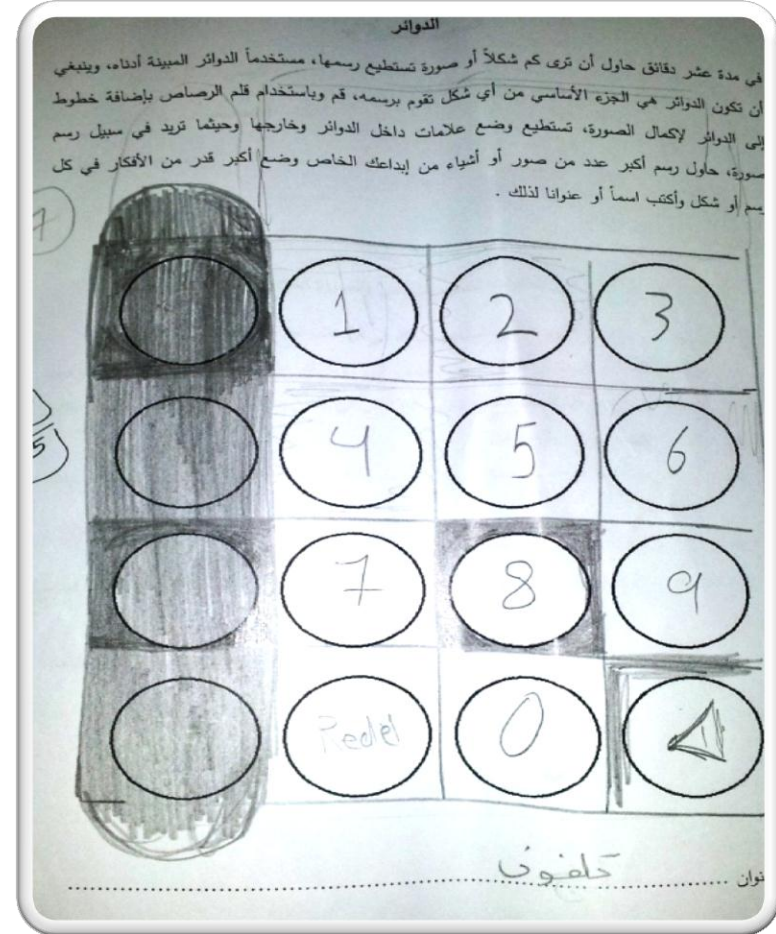 الدوائر
في مدة عشر دقائق حاول أن ترى كم شكلاً أو صورة تستطيع رسمها، مستخدماً الدوائر المبينة أدناه، وينبغي
أن تكون الدوائر هي الجزء الأساسي من أي شكل تقوم برسمه، قم وباستخدام قلم الرصاص بإضافة خطوط
إلى الدوائر لإكمال الصورة، تستطيع وضع علامات داخل الدوائر وخارجها وحيثما تريد في سبيل رسم
صورة، حاول رسم أكبر عدد من صور أو أشياء من إبداعك الخاص وضع أكبر قدر من الأفكار في كل
رسم أو شكل وأكتب اسماً أو عنوانا لذلك .
7
1 2 3
4 5 6
7 8 9
Redel 0
نوان تلفون